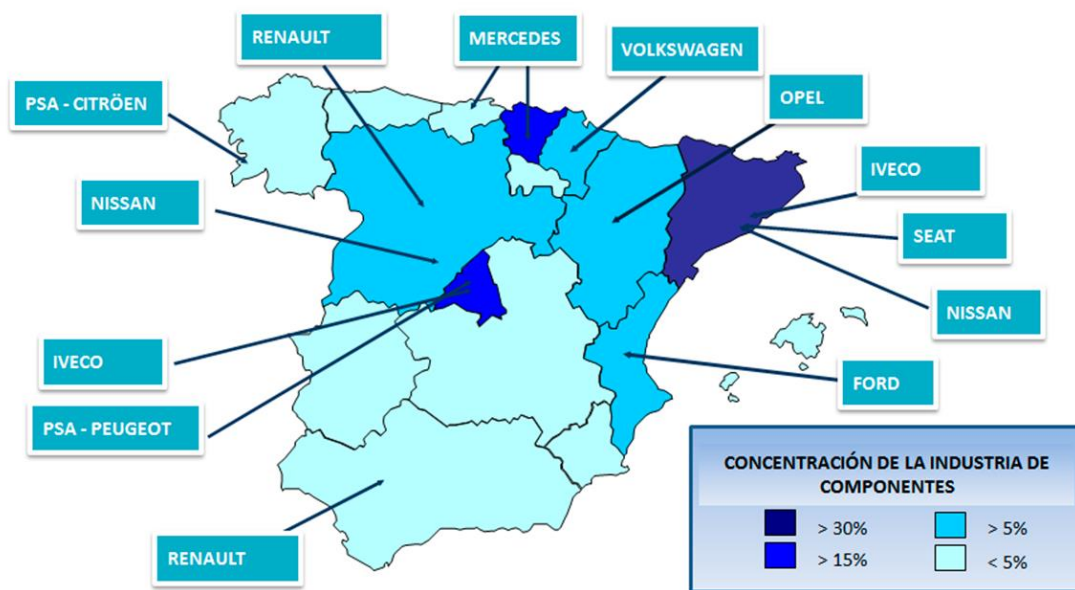 RENAULT
MERCEDES
VOLKSWAGEN
PSA - CITRÖEN
OPEL
NISSAN
IVECO
SEAT
NISSAN
IVECO
FORD
PSA - PEUGEOT
RENAULT
CONCENTRACIÓN DE LA INDUSTRIA DE
COMPONENTES
> 30%
> 5%
> 15%
< 5%